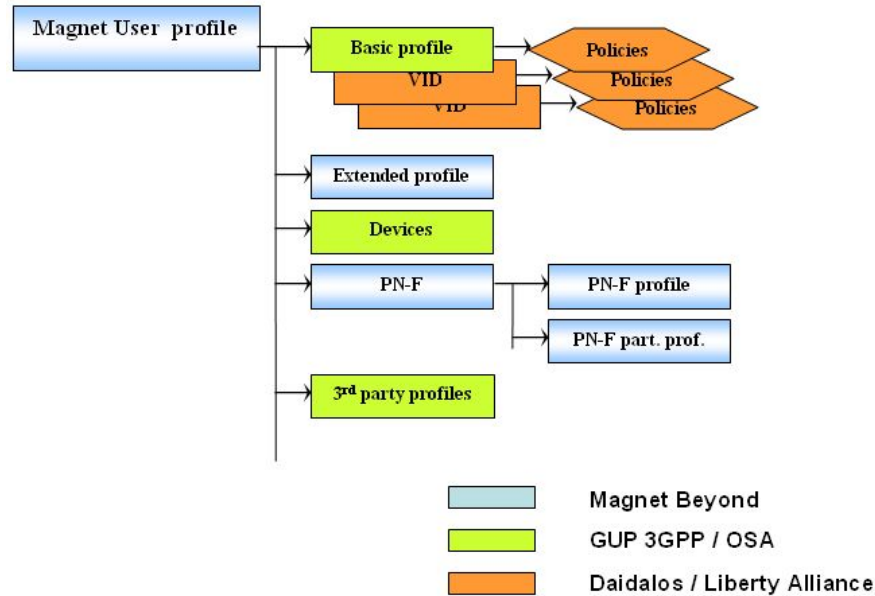 Magnet User profile
Basic profile
Policies
VID
Policies
VID
Policies
Extended profile
Devices
PN-F
PN-F profile
PN-F part. prof.
3rd party profiles
Magnet Beyond
GUP 3GPP / OSA
Daidalos / Liberty Alliance